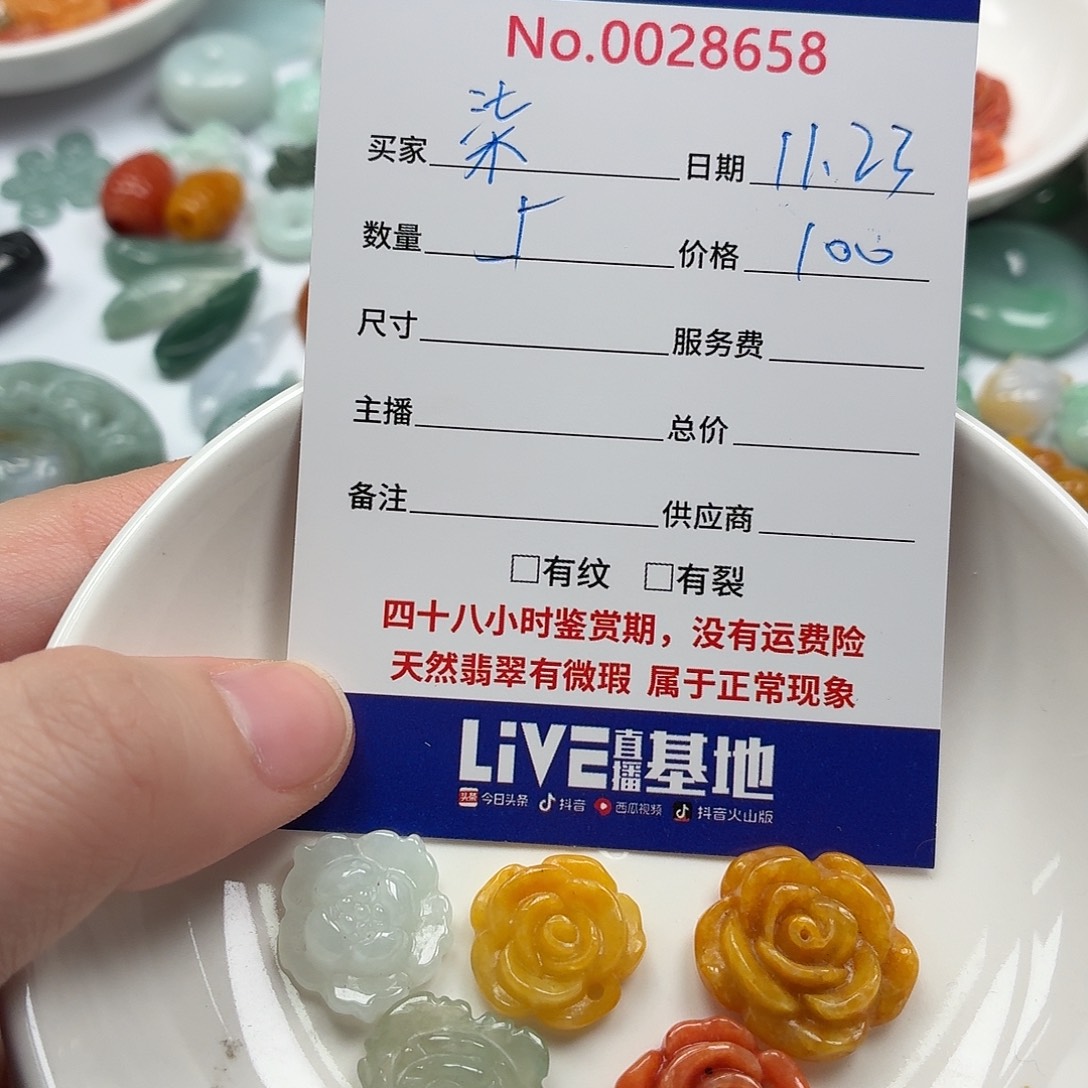 No.0028658
买家 柒 日期 11.23
数量 价格 100
尺寸 服务费
主播 总价
备注 供应商
□有纹 □有裂
四十八小时鉴赏期，没有运费险
天然翡翠有微瑕 属于正常现象
LiVE直播基地
头条 今日头条 抖音 西瓜视频 抖音火山版